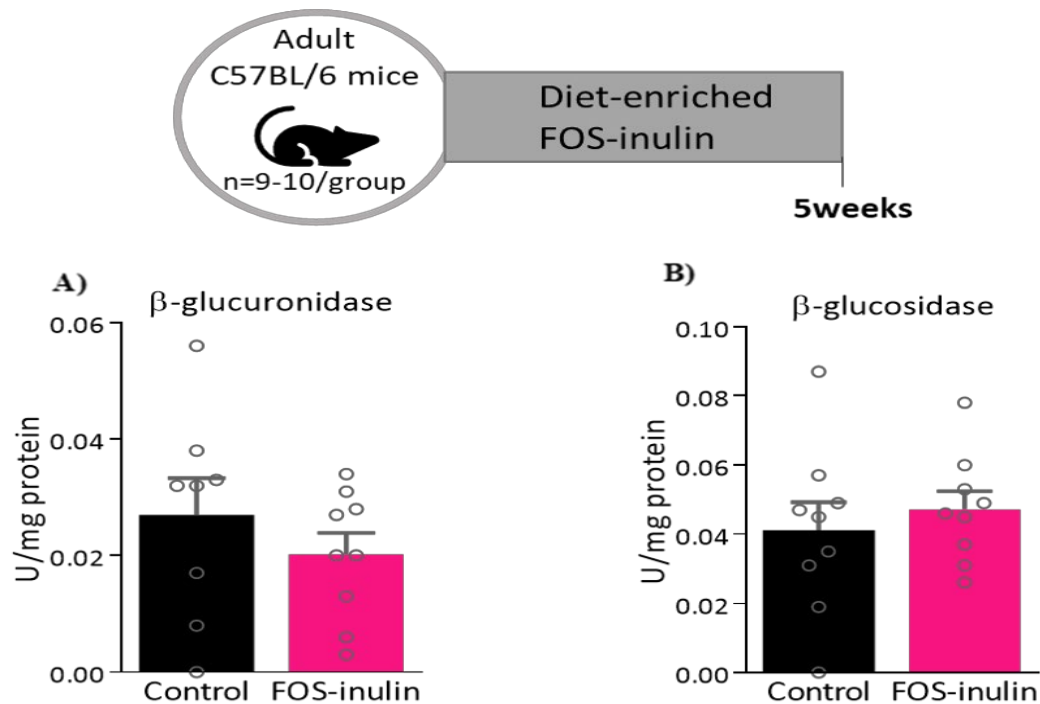 Adult
C57BL/6 mice
n=9-10/group
Diet-enriched
FOS-inulin
5weeks
A)
β-glucuronidase
U/mg protein
0.06
0.04
0.02
0.00
Control
FOS-inulin
B)
β-glucosidase
U/mg protein
0.10
0.08
0.06
0.04
0.02
0.00
Control
FOS-inulin